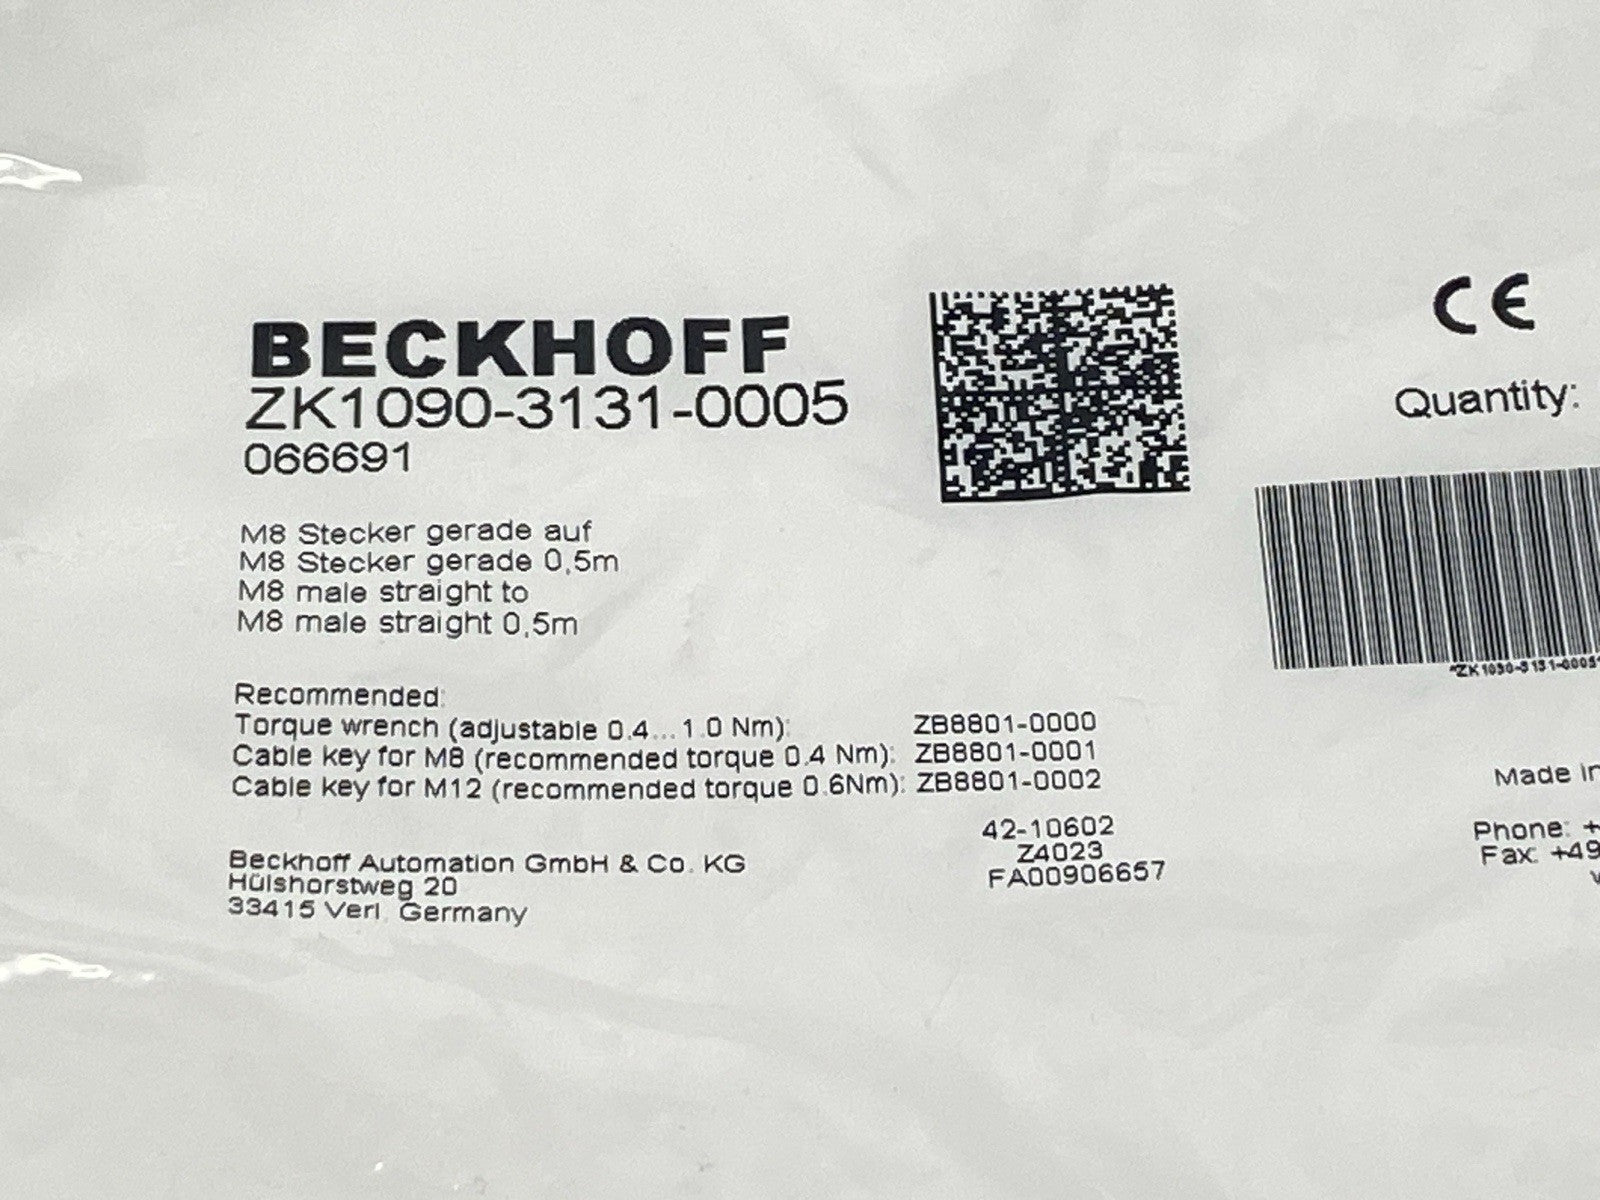 BECKHOFF
ZK1090-3131-0005
066691
M8 Stecker gerade auf
M8 Stecker gerade 0,5m
M8 male straight to
M8 male straight 0,5m
Recommended:
Torque wrench (adjustable 0.4...1.0 Nm): ZB8801-0000
Cable key for M8 (recommended torque 0.4 Nm): ZB8801-0001
Cable key for M12 (recommended torque 0.6Nm): ZB8801-0002
42-10602
Z4023
FA00906657
Beckhoff Automation GmbH & Co. KG
Hülshorstweg 20
33415 Verl, Germany
CE
Quantity:
*ZK1090-3131-0005*
Made in
Phone: +
Fax: +49